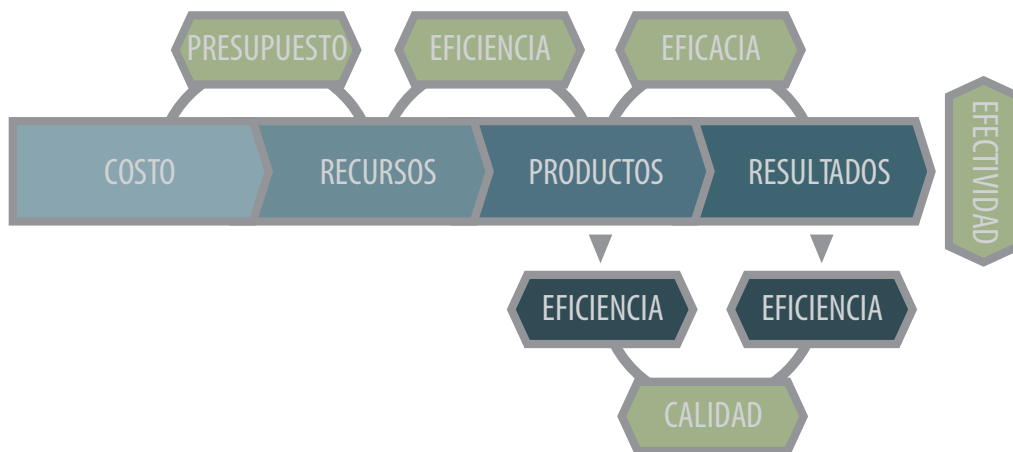 PRESUPUESTO
EFICIENCIA
EFICACIA
COSTO
RECURSOS
PRODUCTOS
RESULTADOS
EFECTIVIDAD
EFICIENCIA
EFICIENCIA
CALIDAD